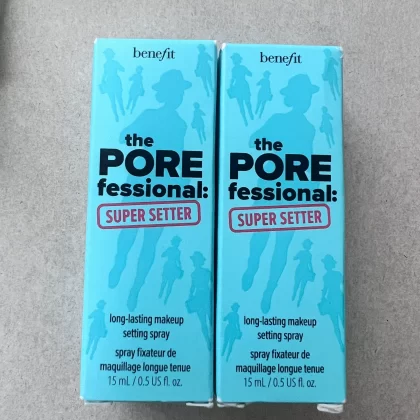 benefit
the
PORE
fessional:
SUPER SETTER
long-lasting makeup
setting spray
spray fixateur de
maquillage longue tenue
15 mL / 0.5 US fl. oz.
benefit
the
PORE
fessional:
SUPER SETTER
long-lasting makeup
setting spray
spray fixateur de
maquillage longue tenue
15 mL / 0.5 US fl. oz.